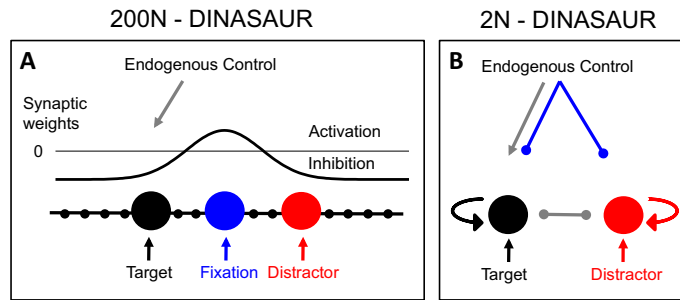 200N - DINASAUR
2N - DINASAUR
A
Endogenous Control
Synaptic
weights
0
Activation
Inhibition
Target
Fixation
Distractor
B
Endogenous Control
Target
Distractor